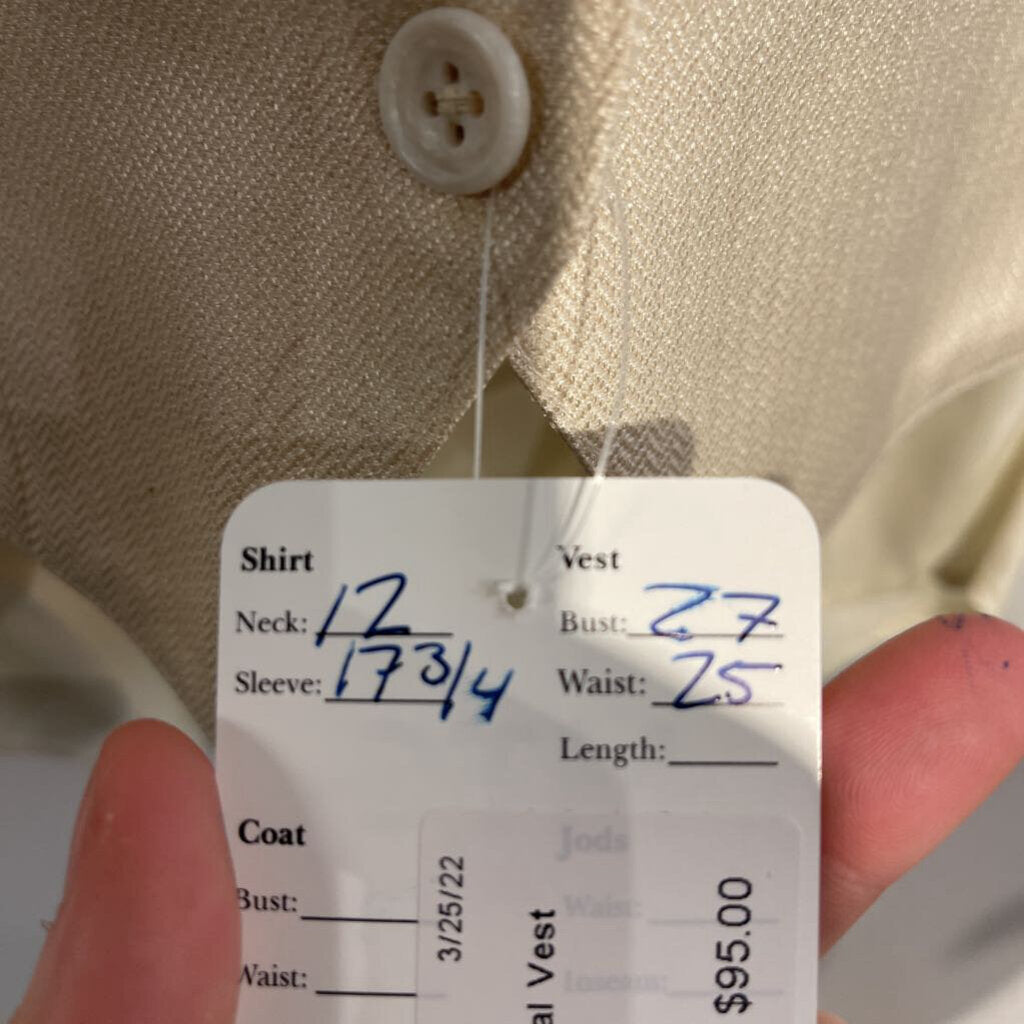 Shirt
Neck: 12
Sleeve: 17 3/4
Vest
Bust: 27
Waist: 25
Length:
Coat
Bust:
Waist:
Jods
Waist:
Inseam:
3/25/22
al Vest
$95.00